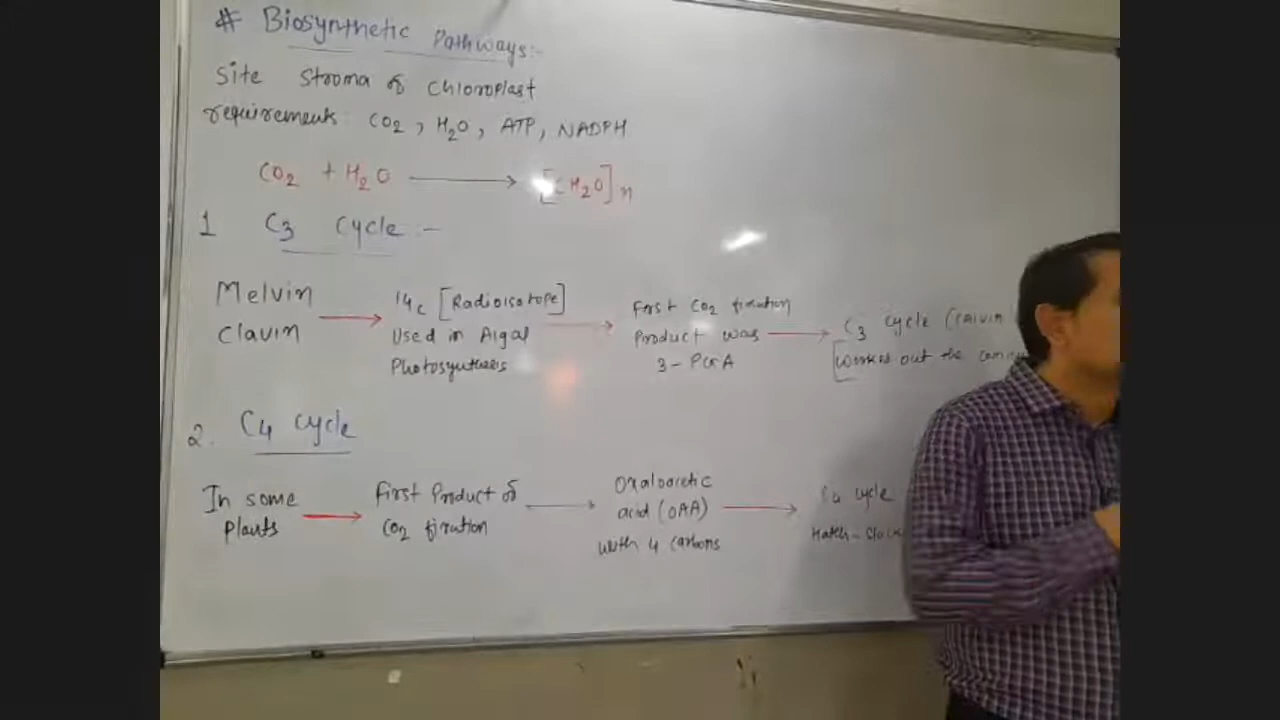 # Biosynthetic Pathways:-
Site Stroma of Chloroplast
requirements: CO2, H2O, ATP, NADPH
CO2 + H2O → [CH2O]n
1 C3 Cycle -
Melvin Clavin → 14c [Radioisotope] Used in Algal Photosynthesis → First CO2 fixation Product was 3-PGA → C3 cycle (Calvin [worked out the
2. C4 cycle
In some Plants → First Product of CO2 fixation → Oxaloacetic acid (OAA) with 4 carbons → C4 cycle Hatch-